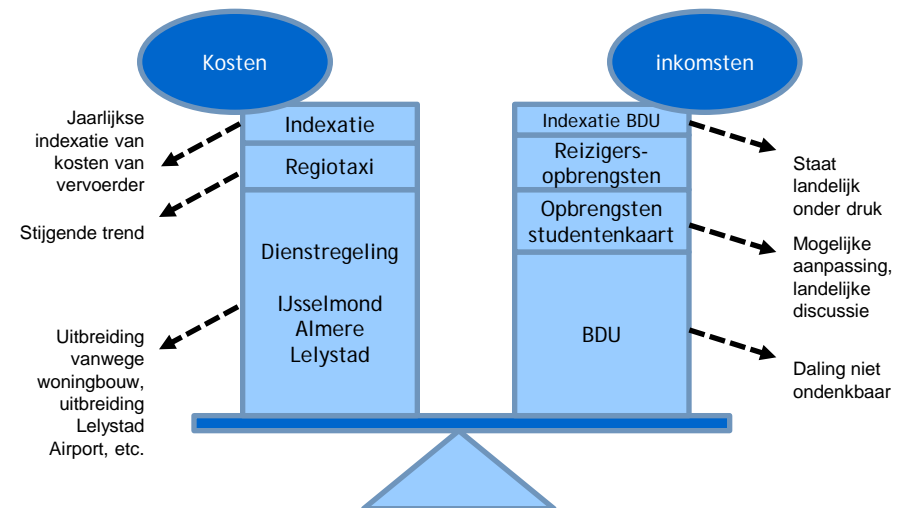 Kosten
inkomsten
Jaarlijkse
indexatie van
kosten van
vervoerder
Stijgende trend
Uitbreiding
vanwege
woningbouw,
uitbreiding
Lelystad
Airport, etc.
Indexatie
Regiotaxi
Dienstregeling
IJsselmond
Almere
Lelystad
Indexatie BDU
Reizigers-
opbrengsten
Opbrengsten
studentenkaart
BDU
Staat
landelijk
onder druk
Mogelijke
aanpassing,
landelijke
discussie
Daling niet
ondenkbaar